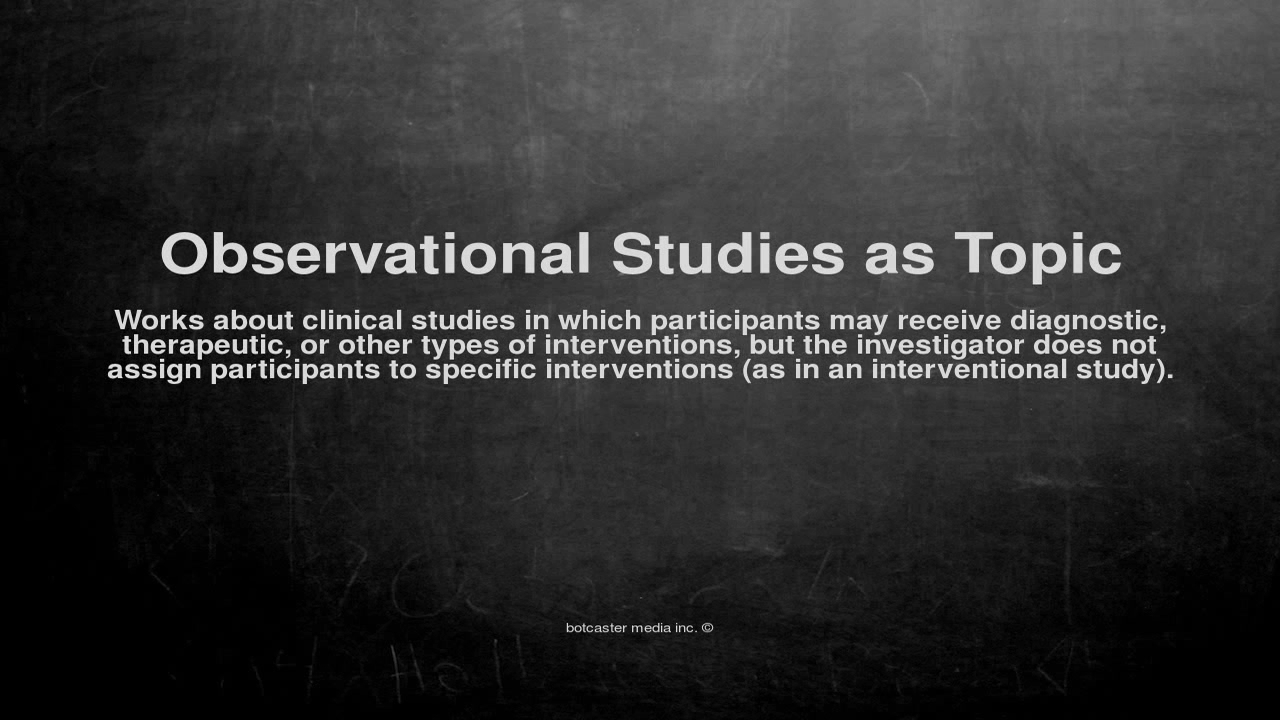 Observational Studies as Topic
Works about clinical studies in which participants may receive diagnostic,
therapeutic, or other types of interventions, but the investigator does not
assign participants to specific interventions (as in an interventional study).
botcaster media inc. ©